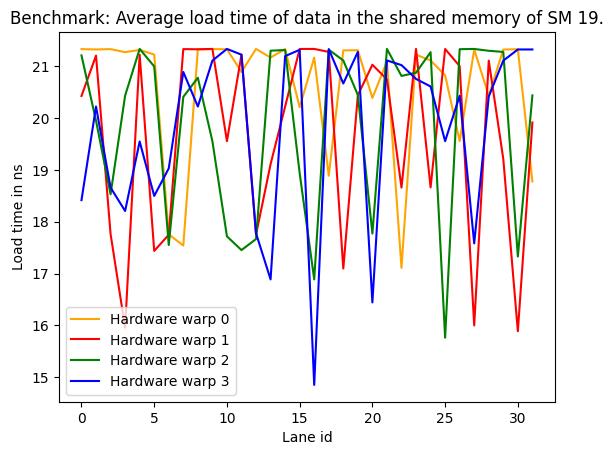 Benchmark: Average load time of data in the shared memory of SM 19.
Load time in ns
21
20
19
18
17
16
15
Hardware warp 0
Hardware warp 1
Hardware warp 2
Hardware warp 3
0 5 10 15 20 25 30
Lane id